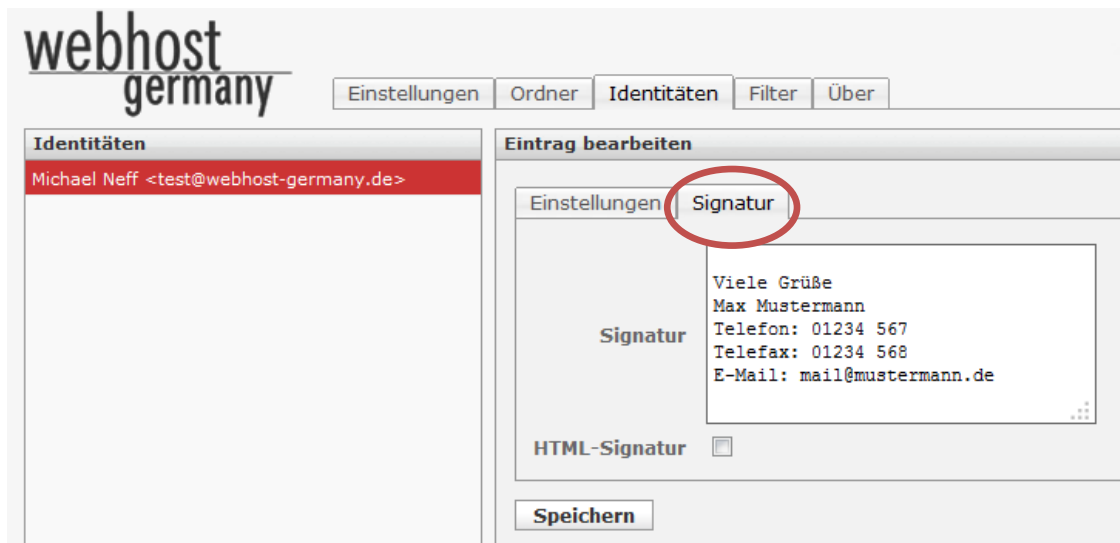 webhost
germany
Einstellungen Ordner Identitäten Filter Über
Identitäten
Michael Neff <test@webhost-germany.de>
Eintrag bearbeiten
Einstellungen Signatur
Signatur
Viele Grüße
Max Mustermann
Telefon: 01234 567
Telefax: 01234 568
E-Mail: mail@mustermann.de
HTML-Signatur
Speichern